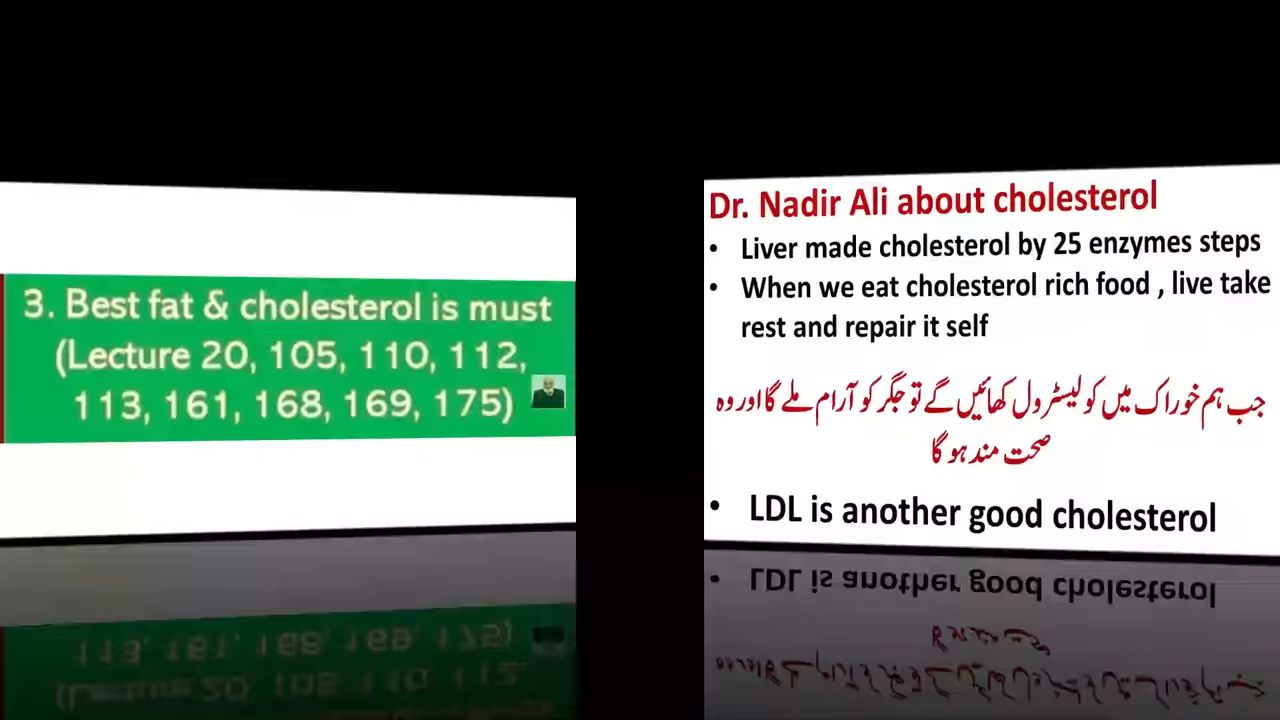 3. Best fat & cholesterol is must
(Lecture 20, 105, 110, 112,
113, 161, 168, 169, 175)
Dr. Nadir Ali about cholesterol
• Liver made cholesterol by 25 enzymes steps
• When we eat cholesterol rich food , live take
rest and repair it self
جب ہم خوراک میں کولیسٹرول کھائیں گے تو جگر کو آرام ملے گا اور وہ
صحت مند ہو گا
• LDL is another good cholesterol